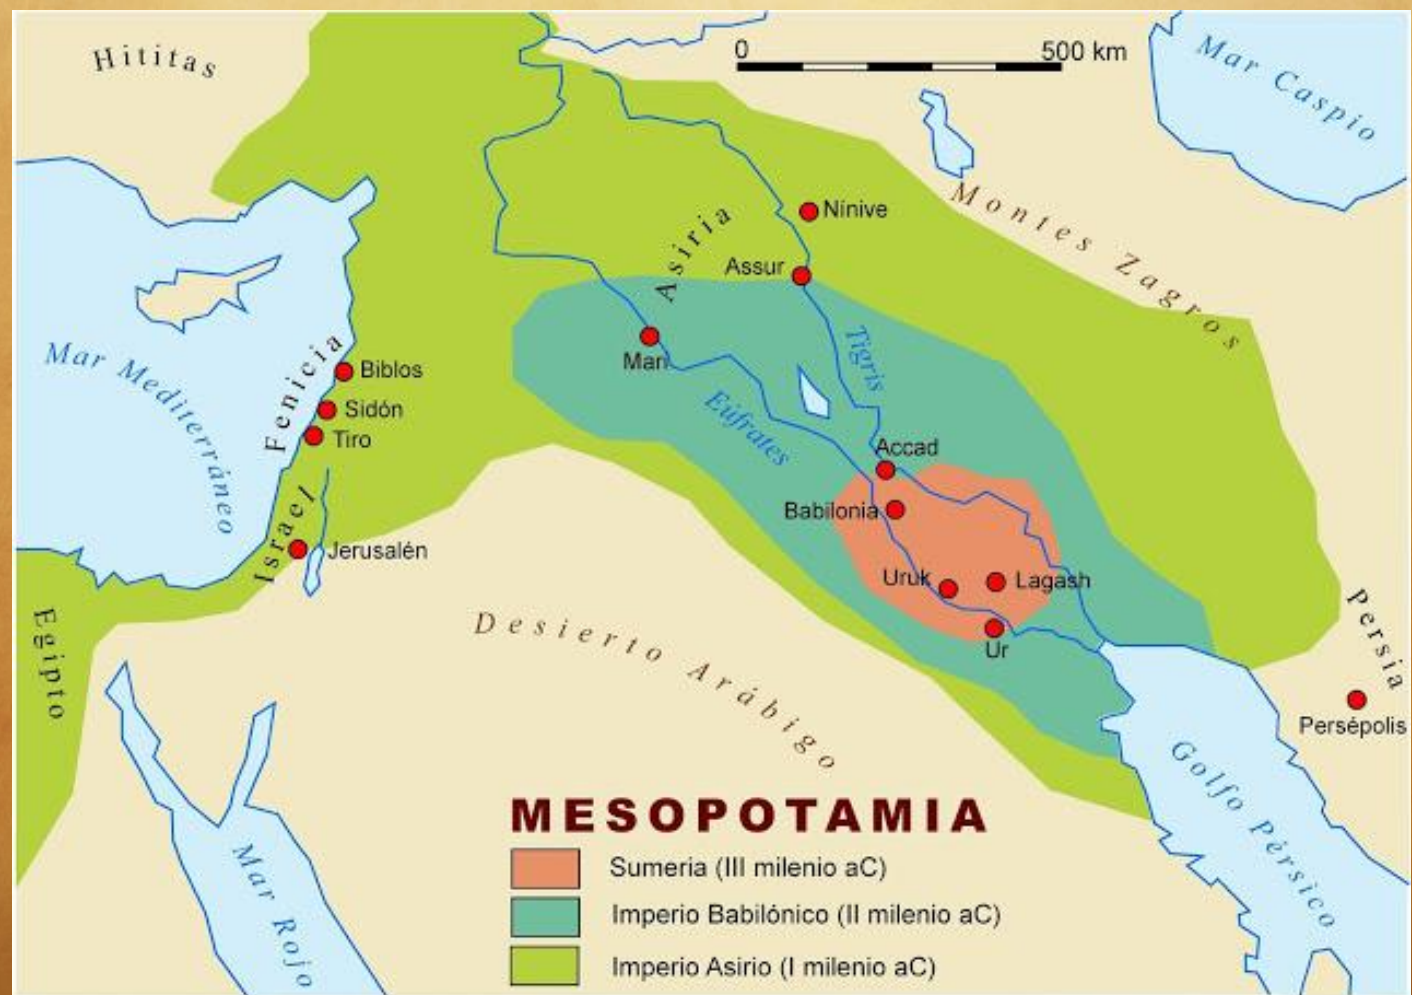 Hititas
0
500 km
Mar Caspio
Montes Zagros
Nínive
Asiria
Assur
Mari
Tigris
Eúfrates
Mar Mediterráneo
Fenicia
Biblos
Sidón
Tiro
Israel
Jerusalén
Accad
Babilonia
Uruk
Lagash
Ur
Egipto
Desierto Arábigo
Persia
Persépolis
Golfo Pérsico
Mar Rojo
MESOPOTAMIA
Sumeria (III milenio aC)
Imperio Babilónico (II milenio aC)
Imperio Asirio (I milenio aC)